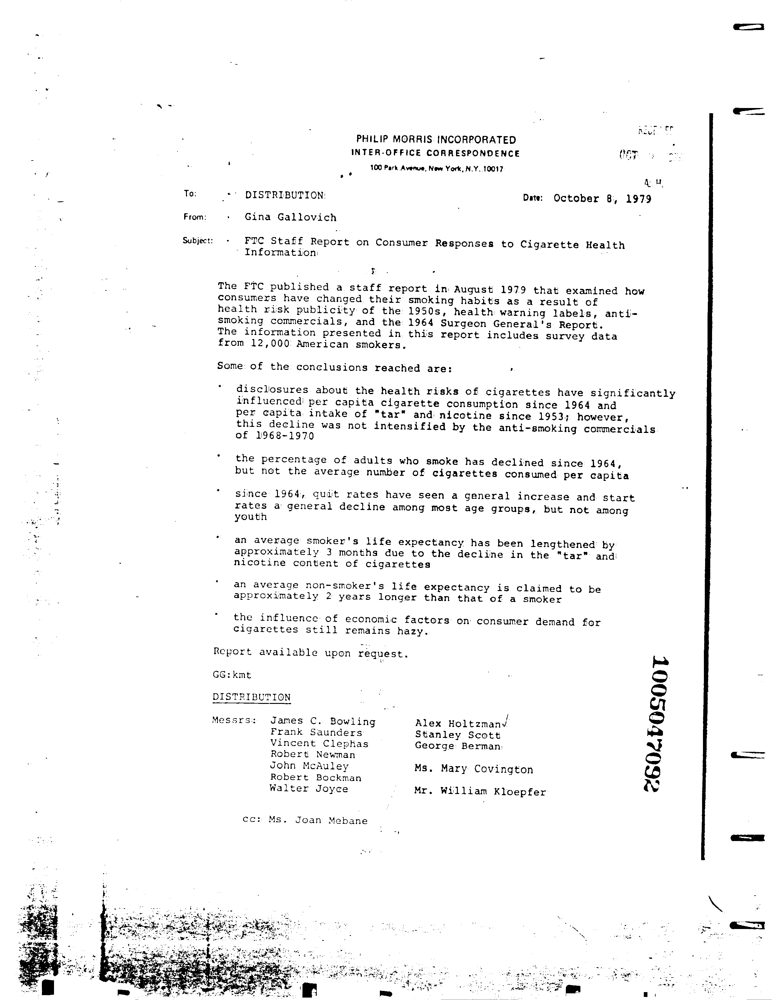 PHILIP MORRIS INCORPORATED
INTER-OFFICE CORRESPONDENCE
100 Park Avenue, New York, N.Y. 10017
To: DISTRIBUTION
Date: October 8, 1979
From: Gina Gallovich
Subject: FTC Staff Report on Consumer Responses to Cigarette Health
Information
The FTC published a staff report in August 1979 that examined how
consumers have changed their smoking habits as a result of
health risk publicity of the 1950s, health warning labels, anti-
smoking commercials, and the 1964 Surgeon General's Report.
The information presented in this report includes survey data
from 12,000 American smokers.
Some of the conclusions reached are:
* disclosures about the health risks of cigarettes have significantly
influenced per capita cigarette consumption since 1964 and
per capita intake of "tar" and nicotine since 1953; however,
this decline was not intensified by the anti-smoking commercials
of 1968-1970
* the percentage of adults who smoke has declined since 1964,
but not the average number of cigarettes consumed per capita
* since 1964, quit rates have seen a general increase and start
rates a general decline among most age groups, but not among
youth
* an average smoker's life expectancy has been lengthened by
approximately 3 months due to the decline in the "tar" and
nicotine content of cigarettes
* an average non-smoker's life expectancy is claimed to be
approximately 2 years longer than that of a smoker
* the influence of economic factors on consumer demand for
cigarettes still remains hazy.
Report available upon request.
GG:kmt
DISTRIBUTION
Messrs: James C. Bowling
Frank Saunders
Vincent Clephas
Robert Newman
John McAuley
Robert Bockman
Walter Joyce
Alex Holtzman
Stanley Scott
George Berman
Ms. Mary Covington
Mr. William Kloepfer
cc: Ms. Joan Mebane
1005047092